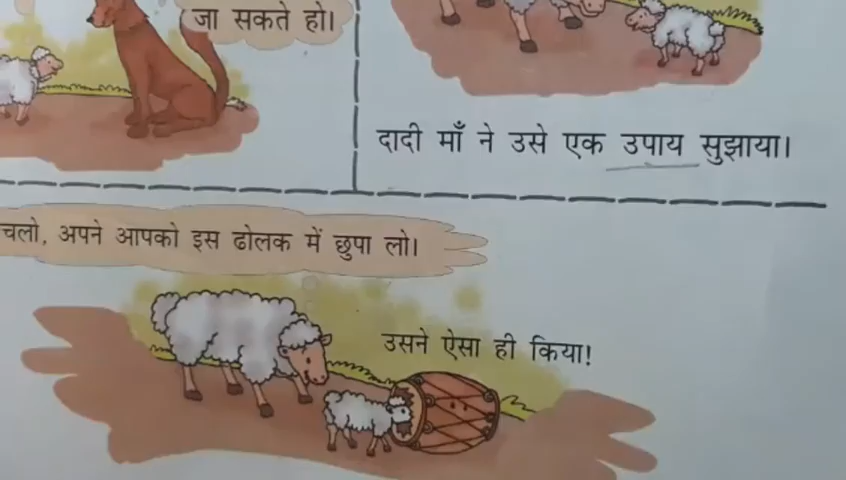 जा सकते हो।
दादी माँ ने उसे एक उपाय सुझाया।
चलो, अपने आपको इस ढोलक में छुपा लो।
उसने ऐसा ही किया!